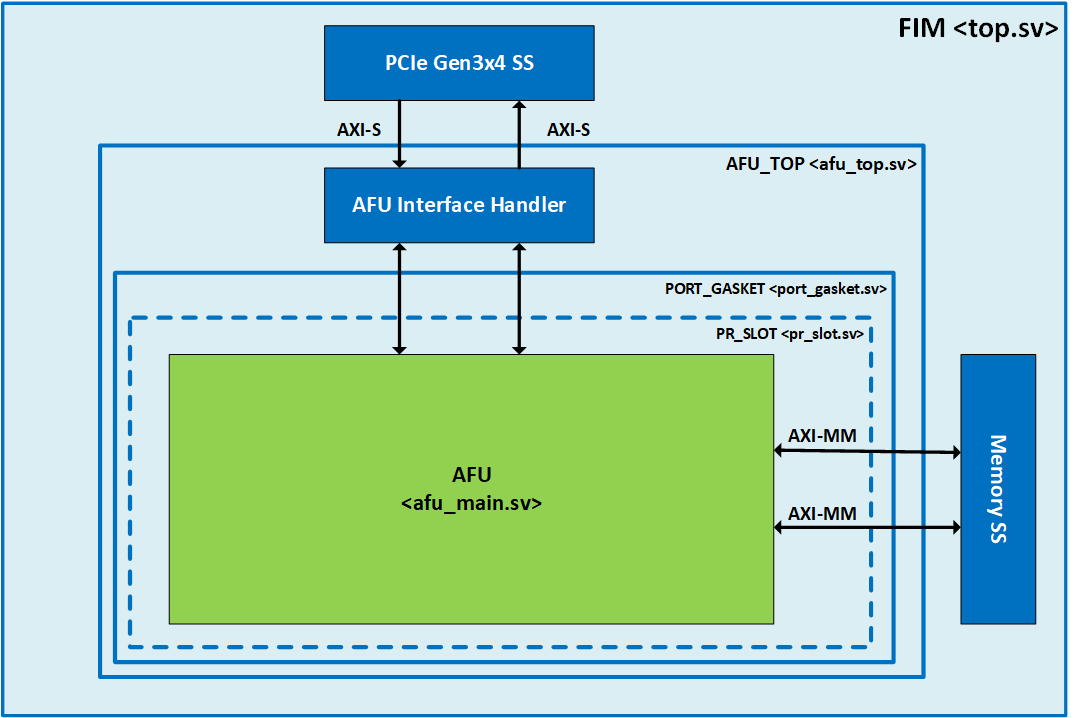 FIM <top.sv>
PCIe Gen3x4 SS
AXI-S
AXI-S
AFU_TOP <afu_top.sv>
AFU Interface Handler
PORT_GASKET <port_gasket.sv>
PR_SLOT <pr_slot.sv>
AXI-MM
AFU
<afu_main.sv>
AXI-MM
Memory SS